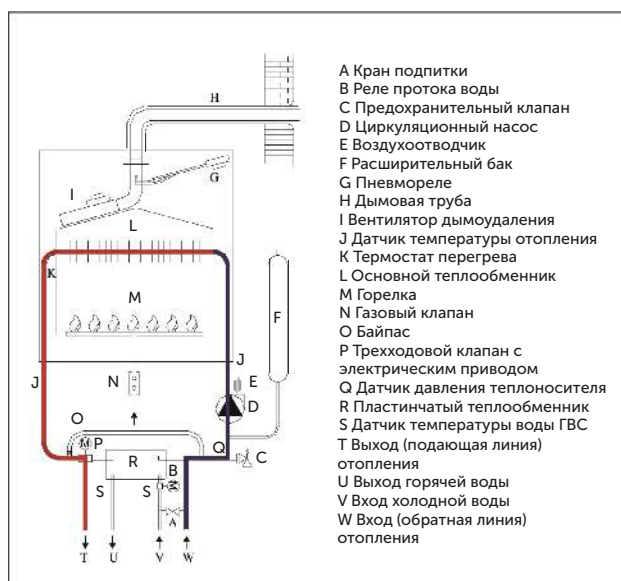 H
G
I
L
K
M
F
J
J
N
E
D
O
P
Q
C
R
B
S
S
A
T
U
V
W
A Кран подпитки
B Реле протока воды
C Предохранительный клапан
D Циркуляционный насос
E Воздухоотводчик
F Расширительный бак
G Пневмореле
H Дымовая труба
I Вентилятор дымоудаления
J Датчик температуры отопления
K Термостат перегрева
L Основной теплообменник
M Горелка
N Газовый клапан
O Байпас
P Трехходовой клапан с
электрическим приводом
Q Датчик давления теплоносителя
R Пластинчатый теплообменник
S Датчик температуры воды ГВС
T Выход (подающая линия)
отопления
U Выход горячей воды
V Вход холодной воды
W Вход (обратная линия)
отопления